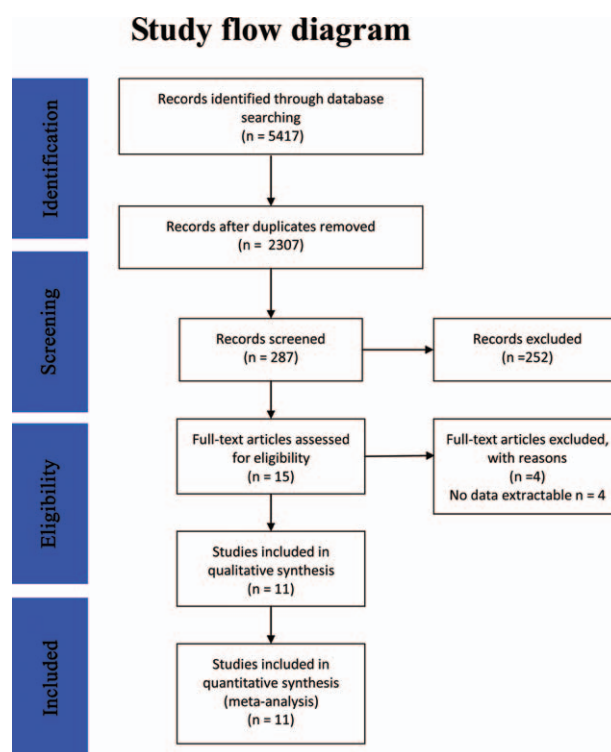 Study flow diagram
Identification
Records identified through database
searching
(n = 5417)
Records after duplicates removed
(n = 2307)
Screening
Records screened
(n = 287)
Records excluded
(n =252)
Eligibility
Full-text articles assessed
for eligibility
(n = 15)
Full-text articles excluded,
with reasons
(n =4)
No data extractable n = 4
Studies included in
qualitative synthesis
(n = 11)
Included
Studies included in
quantitative synthesis
(meta-analysis)
(n = 11)